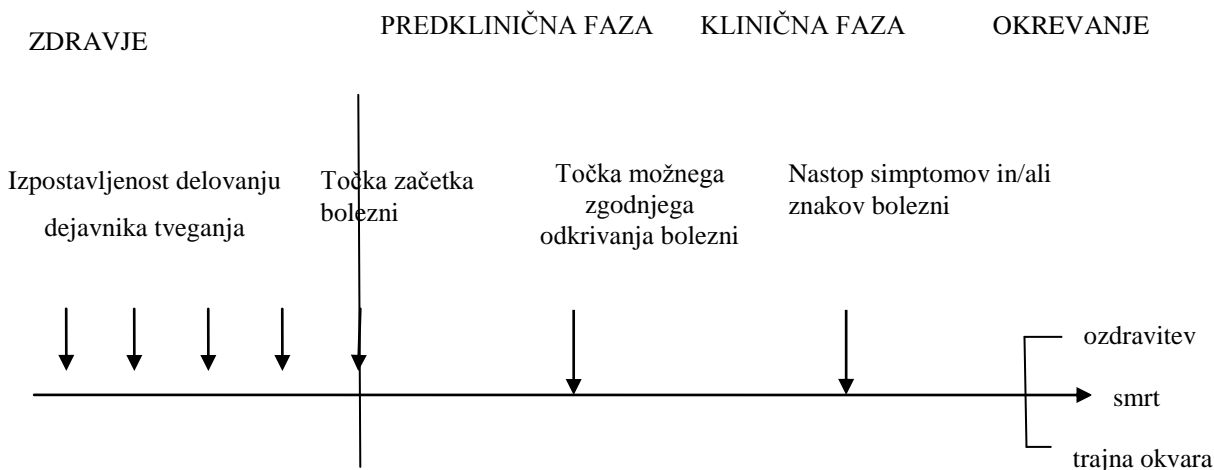 ZDRAVJE
PREDKLINIČNA FAZA
KLINIČNA FAZA
OKREVANJE
Izpostavljenost delovanju
dejavnika tveganja
Točka začetka
bolezni
Točka možnega
zgodnjega
odkrivanja bolezni
Nastop simptomov in/ali
znakov bolezni
ozdravitev
smrt
trajna okvara